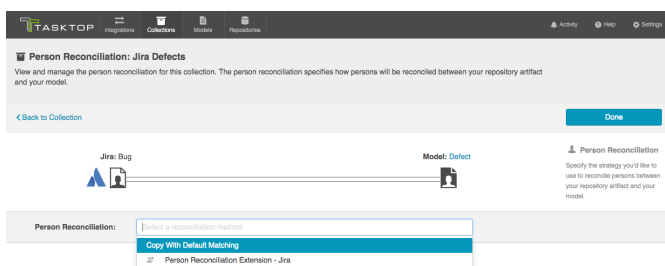 TASKTOP
Integrations
Collections
Models
Repositories
Activity
Help
Settings
Person Reconciliation: Jira Defects
View and manage the person reconciliation for this collection. The person reconciliation specifies how persons will be reconciled between your repository artifact
and your model.
Back to Collection
Done
Jira: Bug
Model: Defect
Person Reconciliation
Specify the strategy you'd like to
use to reconcile persons between
your repository artifact and your
model.
Person Reconciliation:
Select a reconciliation method
Copy With Default Matching
Person Reconciliation Extension - Jira